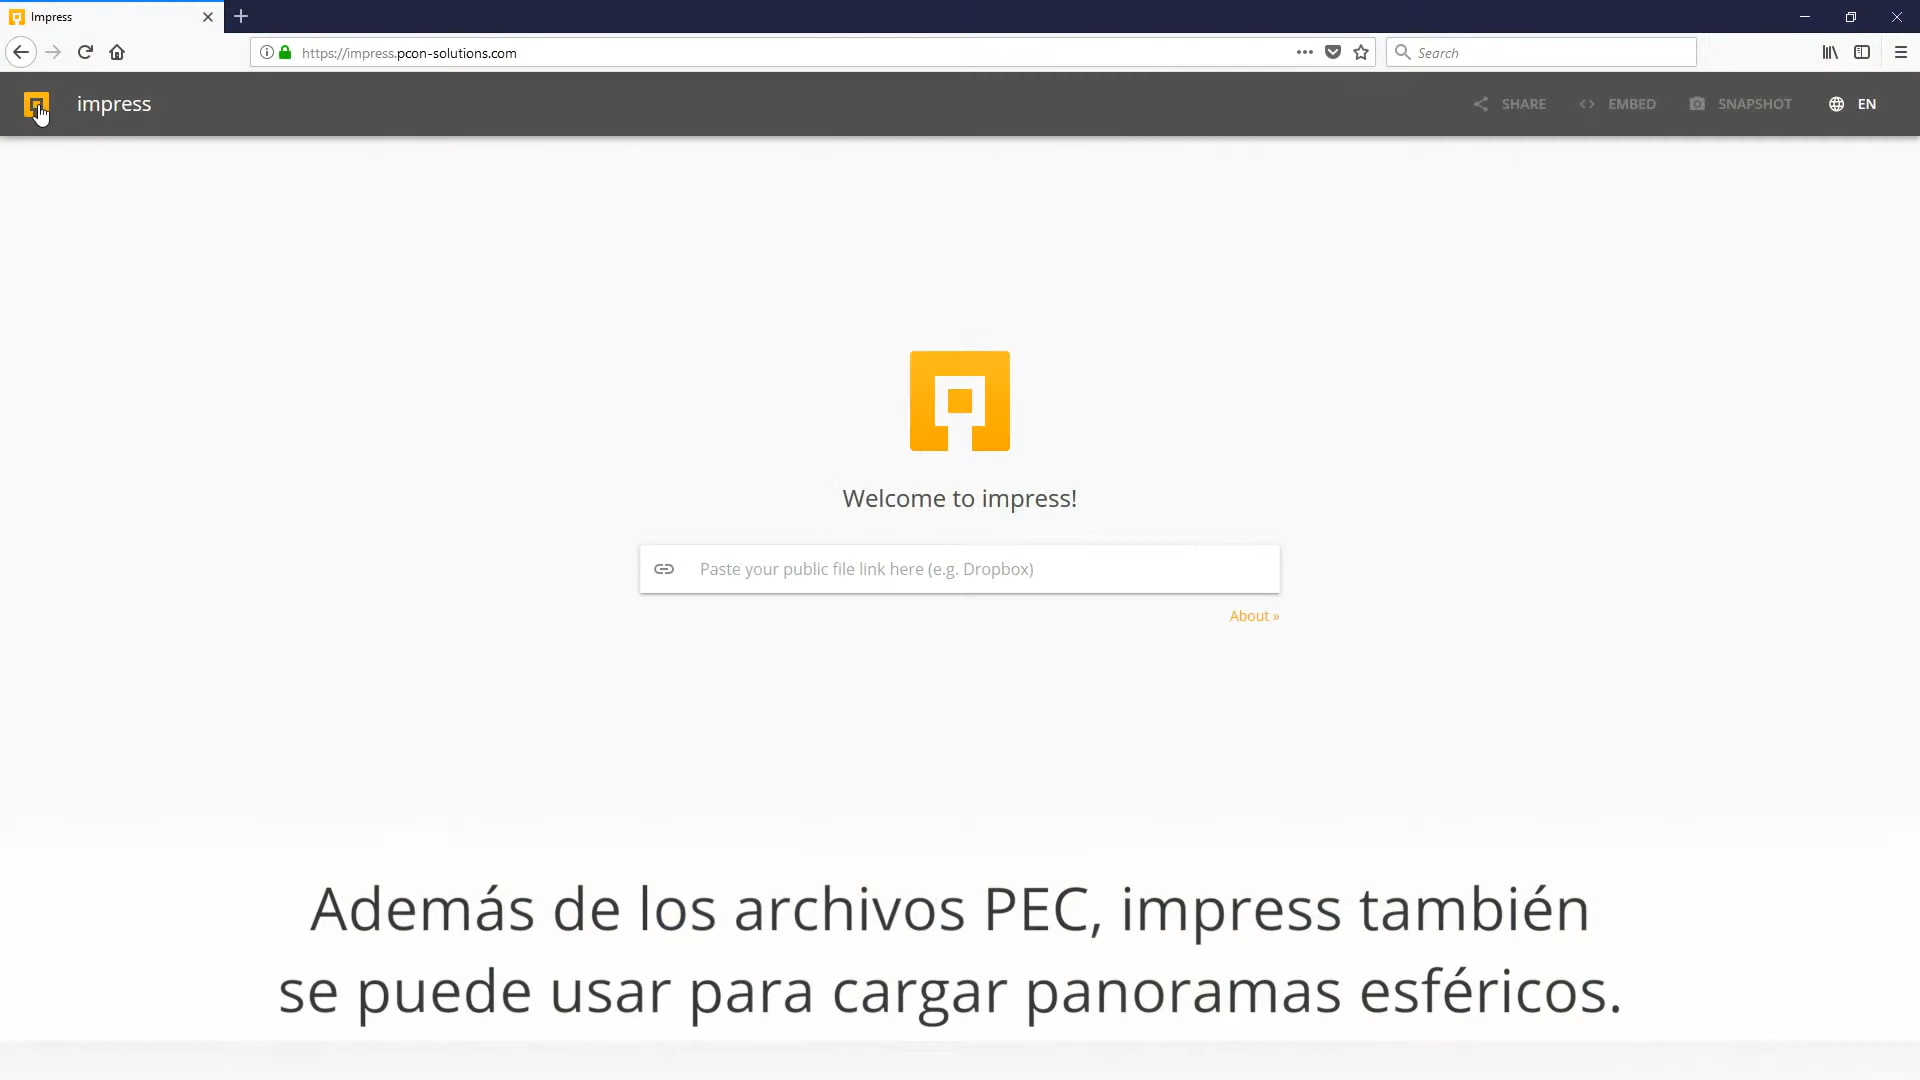 Impress
https://impress.pcon-solutions.com
Search
impress
SHARE
EMBED
SNAPSHOT
EN
Welcome to impress!
Paste your public file link here (e.g. Dropbox)
About »
Además de los archivos PEC, impress también
se puede usar para cargar panoramas esféricos.